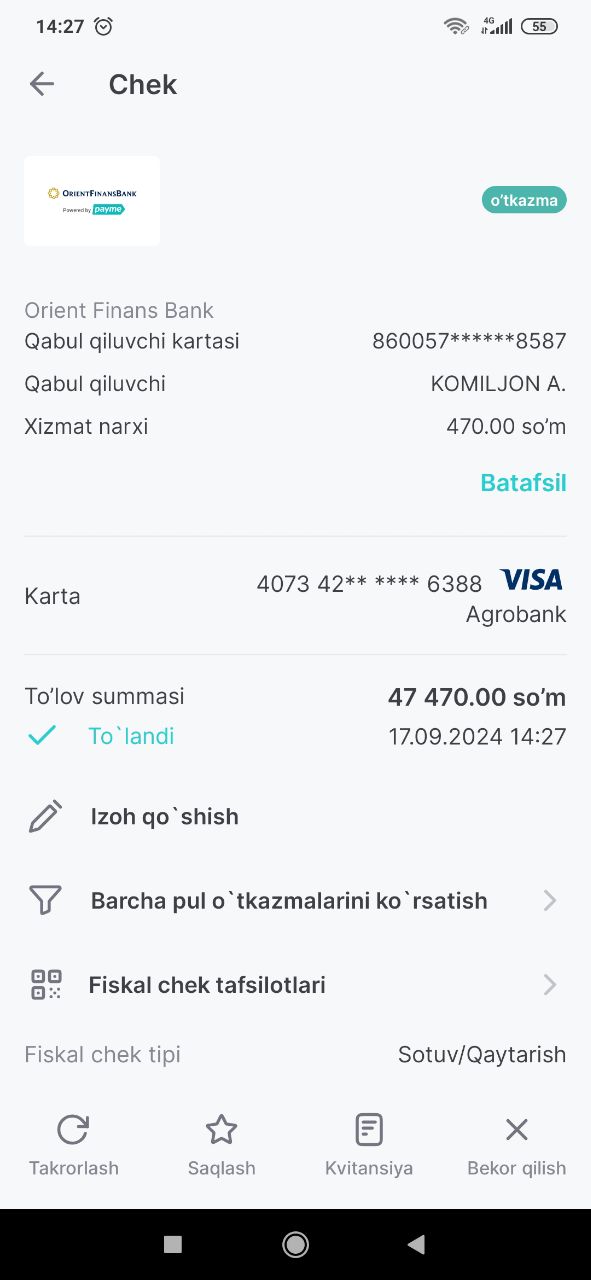 14:27
4G
55
Chek
ORIENTFINANSBANK
Powered by payme
o’tkazma
Orient Finans Bank
Qabul qiluvchi kartasi 860057******8587
Qabul qiluvchi KOMILJON A.
Xizmat narxi 470.00 so’m
Batafsil
4073 42** **** 6388 VISA
Karta
Agrobank
To’lov summasi 47 470.00 so’m
To`landi 17.09.2024 14:27
Izoh qo`shish
Barcha pul o`tkazmalarini ko`rsatish
Fiskal chek tafsilotlari
Fiskal chek tipi Sotuv/Qaytarish
Takrorlash Saqlash Kvitansiya Bekor qilish